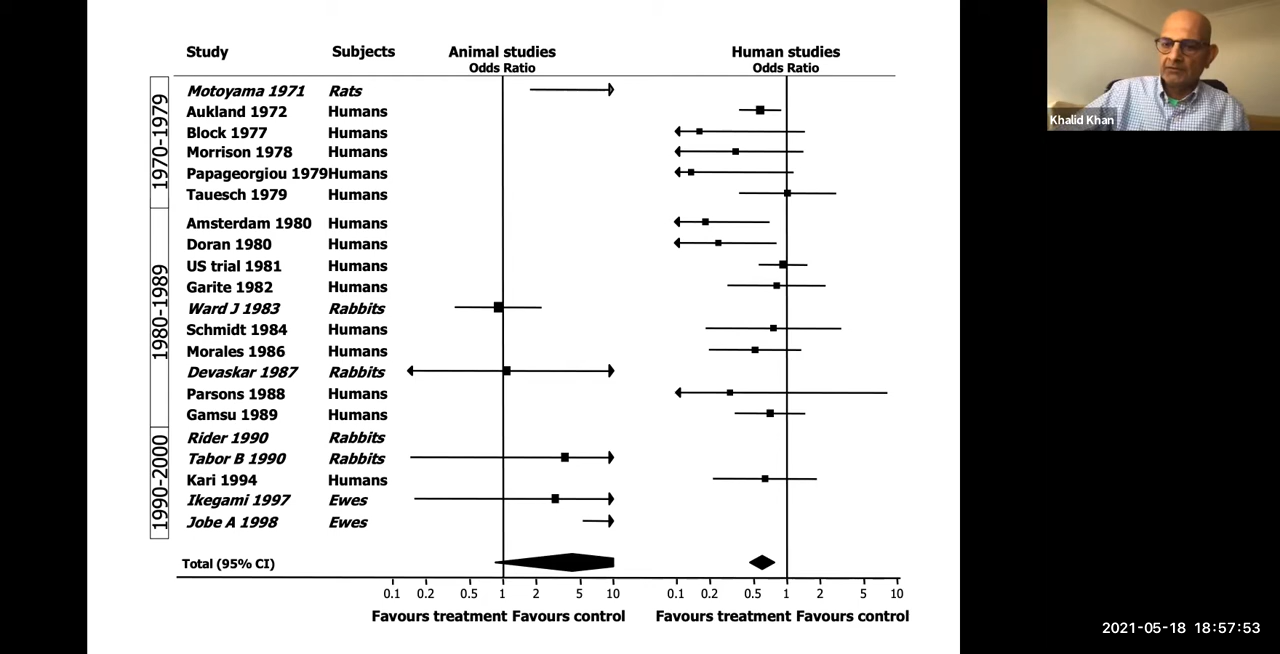 Study Subjects Animal studies Human studies
Odds Ratio Odds Ratio
1970-1979
Motoyama 1971 Rats
Aukland 1972 Humans
Block 1977 Humans
Morrison 1978 Humans
Papageorgiou 1979Humans
Tauesch 1979 Humans
1980-1989
Amsterdam 1980 Humans
Doran 1980 Humans
US trial 1981 Humans
Garite 1982 Humans
Ward J 1983 Rabbits
Schmidt 1984 Humans
Morales 1986 Humans
Devaskar 1987 Rabbits
Parsons 1988 Humans
Gamsu 1989 Humans
1990-2000
Rider 1990 Rabbits
Tabor B 1990 Rabbits
Kari 1994 Humans
Ikegami 1997 Ewes
Jobe A 1998 Ewes
Total (95% CI)
0.1 0.2 0.5 1 2 5 10 0.1 0.2 0.5 1 2 5 10
Favours treatment Favours control Favours treatment Favours control
Khalid Khan
2021-05-18 18:57:53